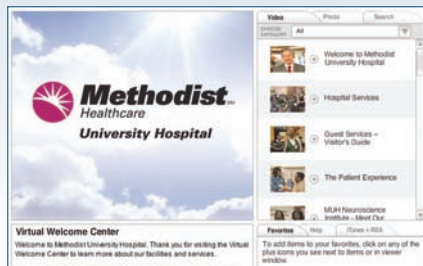 Video Photo Search
CHOOSE CATEGORY: All
Methodist
Healthcare
University Hospital
Welcome to Methodist
University Hospital
Hospital Services
Guest Services –
Visitor's Guide
The Patient Experience
MUH Neuroscience
Institute - Meet Our
Virtual Welcome Center
Welcome to Methodist University Hospital. Thank you for visiting the Virtual
Welcome Center to learn more about our facilities and services.
Favorites Help iTunes + RSS
To add items to your favorites, click on any of the
plus icons you see next to items or in viewer
window.